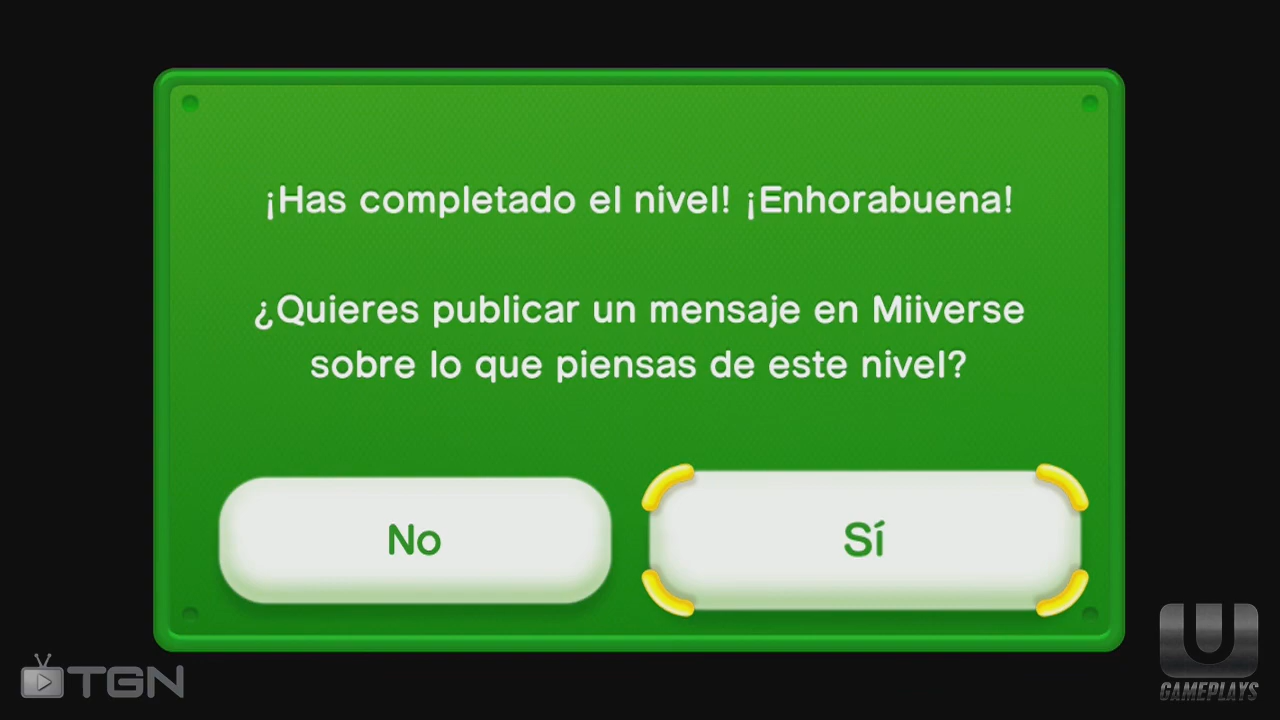 ¡Has completado el nivel! ¡Enhorabuena!
¿Quieres publicar un mensaje en Miiverse
sobre lo que piensas de este nivel?
No
Sí
TGN
U
GAMEPLAYS